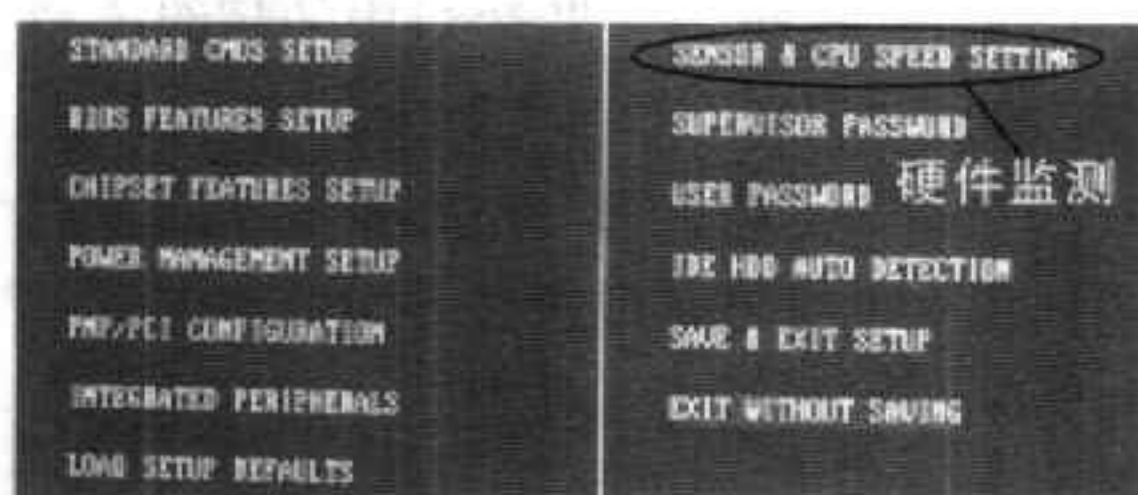 STANDARD CMOS SETUP
BIOS FEATURES SETUP
CHIPSET FEATURES SETUP
POWER MANAGEMENT SETUP
PNP/PCI CONFIGURATION
INTEGRATED PERIPHERALS
LOAD SETUP DEFAULTS
SENSOR & CPU SPEED SETTING
SUPERVISOR PASSWORD
USER PASSWORD
硬件监测
IDE HDD AUTO DETECTION
SAVE & EXIT SETUP
EXIT WITHOUT SAVING